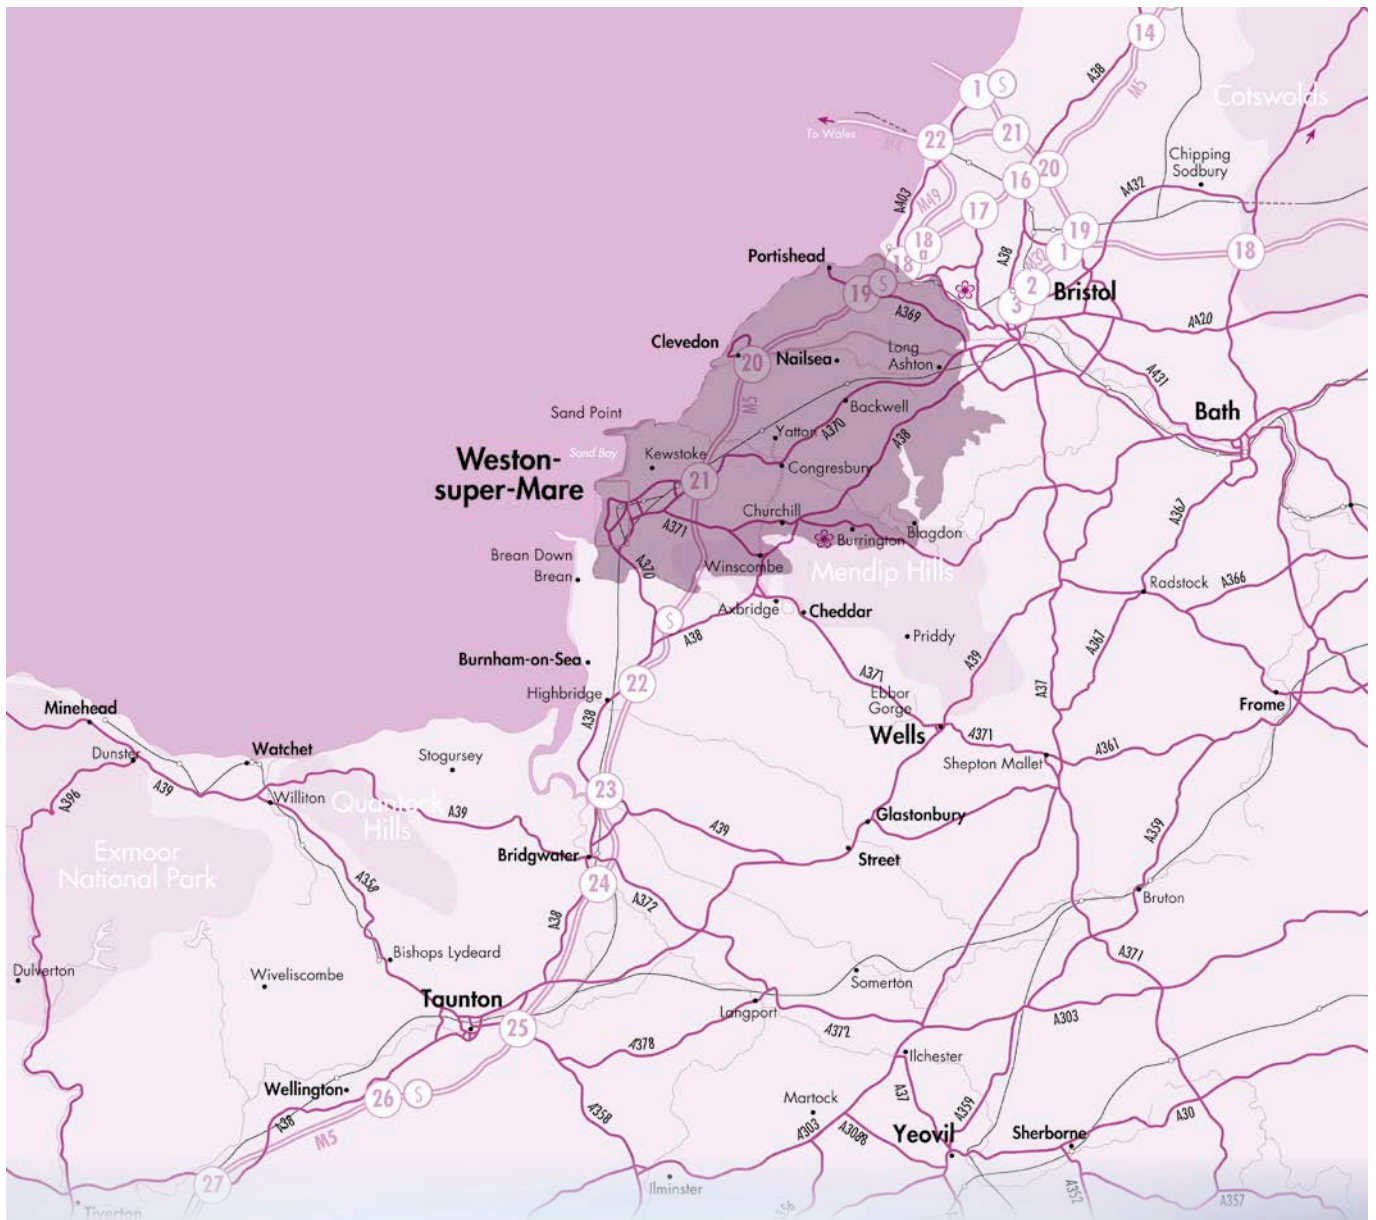 14
A38
M5
Cotswolds
1
S
To Wales
M4
22
21
20
16
Chipping
Sodbury
A432
A403
M49
17
18
a
18
19
1
18
A38
M32
2
3
Bristol
Portishead
19
S
A369
A420
Clevedon
20
Nailsea
Long
Ashton
A431
M5
Bath
Sand Point
Backwell
Yatton
A370
A38
Sand Bay
Weston-
super-Mare
Kewstoke
21
Congresbury
Churchill
A371
Burrington
Blagdon
A367
Brean Down
Brean
A370
Winscombe
Mendip Hills
Radstock
A366
Axbridge
Cheddar
S
A38
Priddy
A39
A367
Burnham-on-Sea
22
A371
A37
Highbridge
Ebbor
Gorge
Frome
Minehead
A38
Wells
A371
A361
Dunster
Watchet
Stogursey
Shepton Mallet
A396
A39
Williton
Quantock
Hills
A39
23
Glastonbury
A39
A359
Exmoor
National Park
Bridgwater
Street
A358
24
A372
Bruton
A38
Bishops Lydeard
A371
Dulverton
Wiveliscombe
Somerton
Taunton
Langport
25
A372
A303
A378
Ilchester
Wellington
26
S
Martock
A37
A359
A358
A38
M5
A303
A3088
Yeovil
Sherborne
A30
27
Ilminster
A352
A357
Tiverton